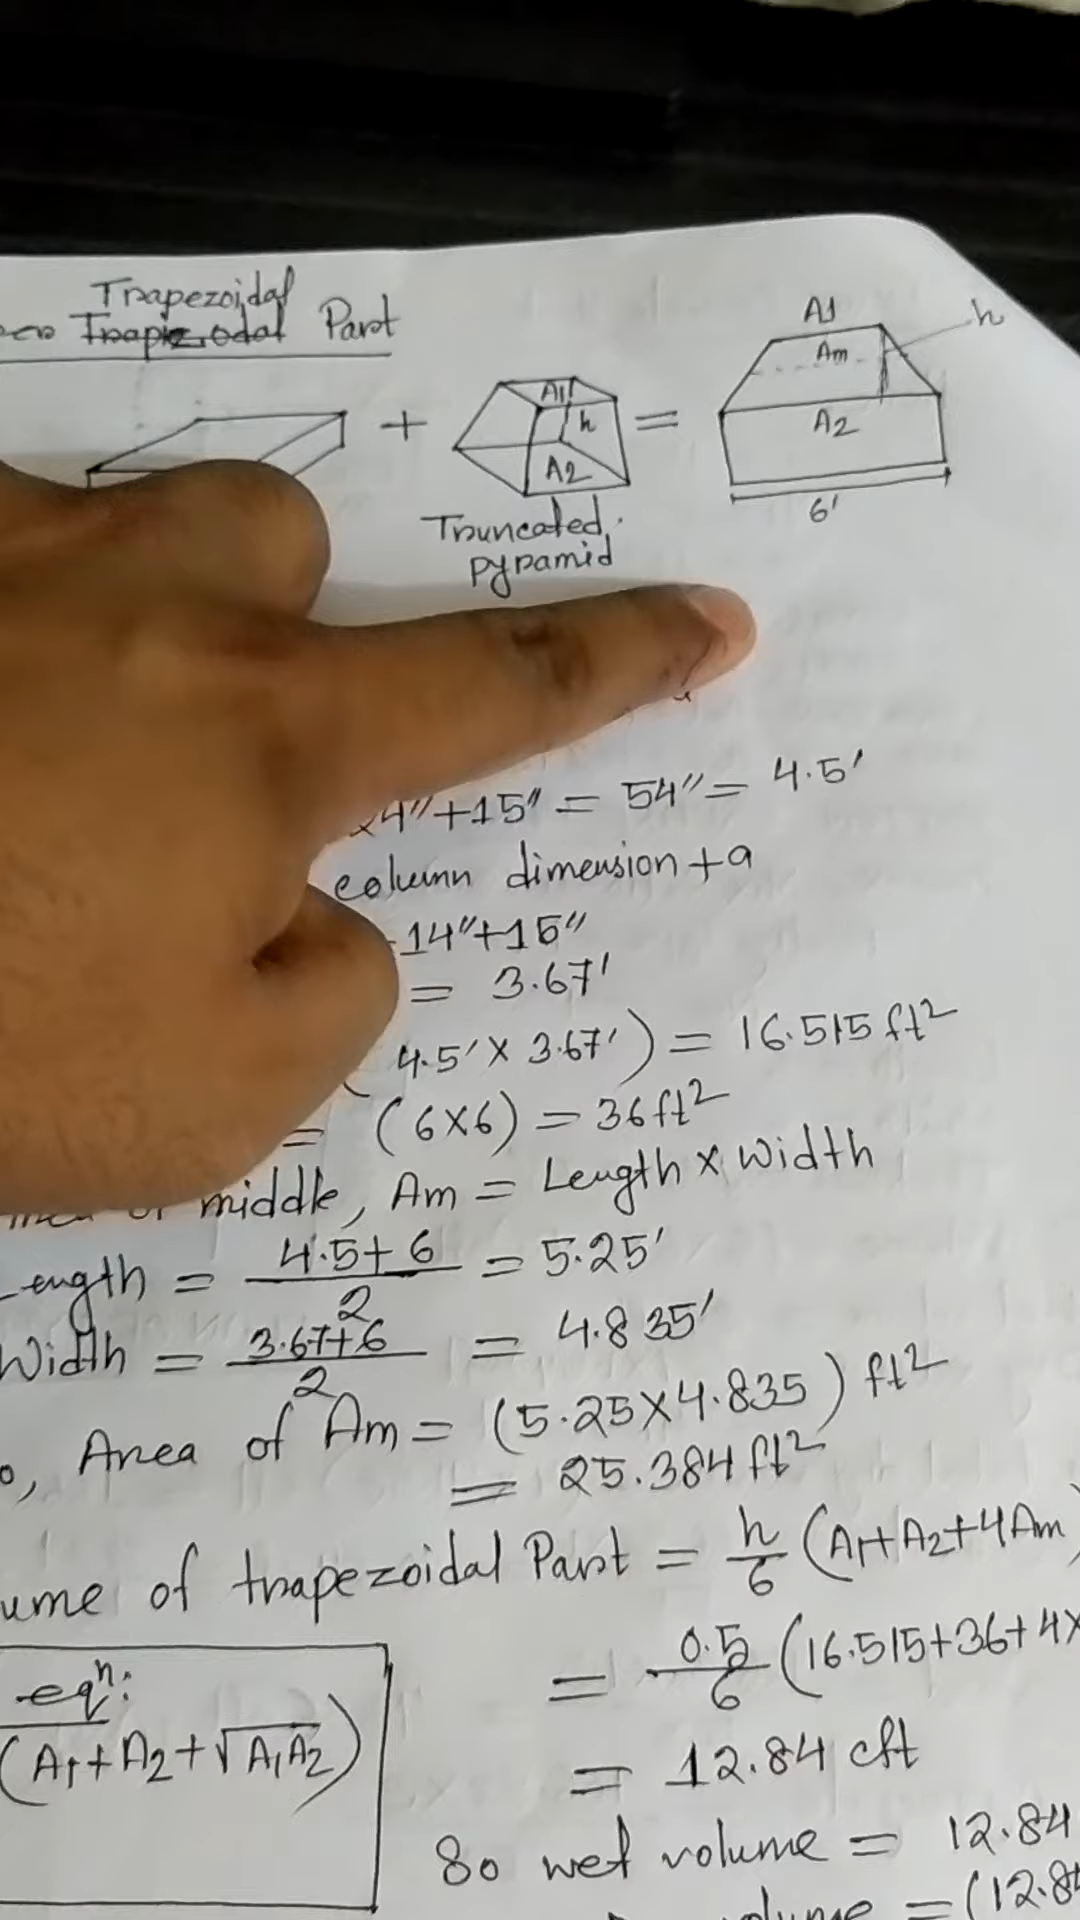 Trapezoidal
Trapizodal Part
A1
h
Am
A2
6'
+
A1
h
A2
=
Truncated
pyramid
x4"+15" = 54" = 4.5'
column dimension + a
14"+15"
= 3.67'
(4.5' x 3.67') = 16.515 ft²
= (6x6) = 36 ft²
middle, Am = Length x Width
Length = 4.5+6/2 = 5.25'
Width = 3.67+6/2 = 4.835'
Area of Am = (5.25x4.835) ft²
= 25.384 ft²
ume of trapezoidal Part = h/6 (A1+A2+4Am)
= 0.5/6 (16.515+36+4x
= 12.84 cft
eqⁿ:
(A1+A2+√A1A2)
So wet volume = 12.84
= (12.84